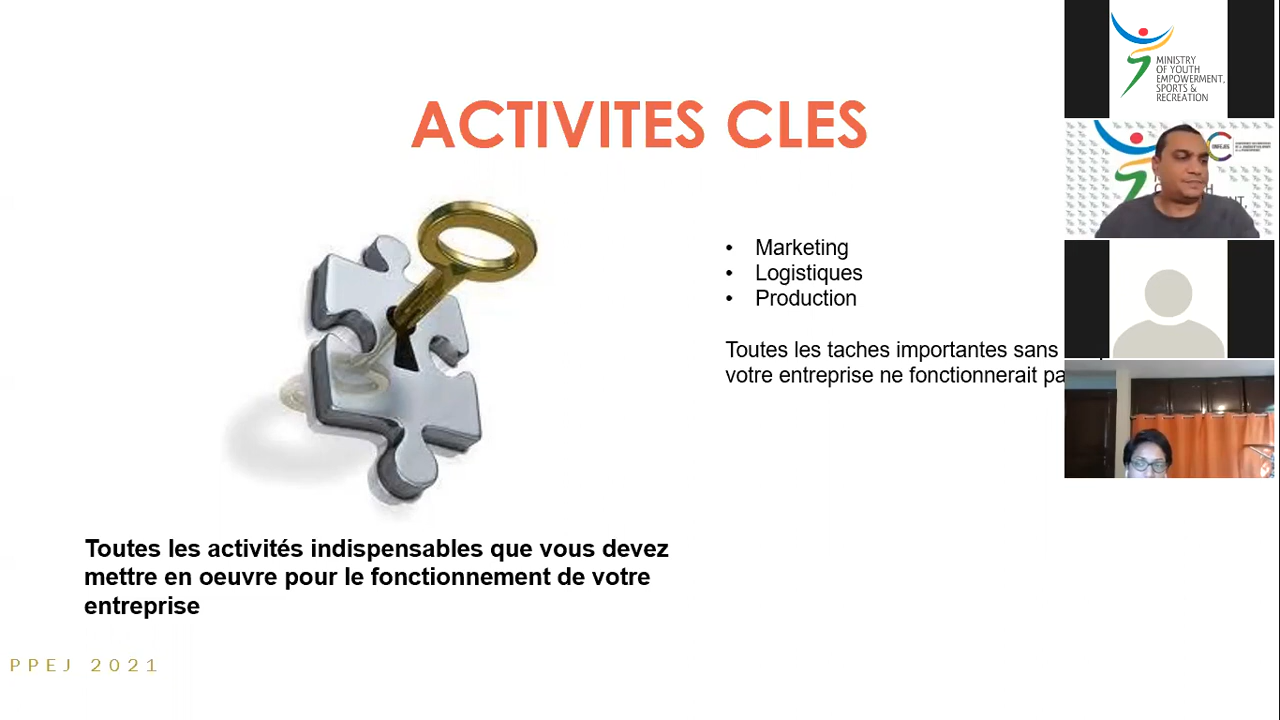 ACTIVITES CLES
• Marketing
• Logistiques
• Production
Toutes les taches importantes sans
votre entreprise ne fonctionnerait
Toutes les activités indispensables que vous devez
mettre en oeuvre pour le fonctionnement de votre
entreprise
PPEJ 2021
MINISTRY
OF YOUTH
EMPOWERMENT,
SPORTS &
RECREATION